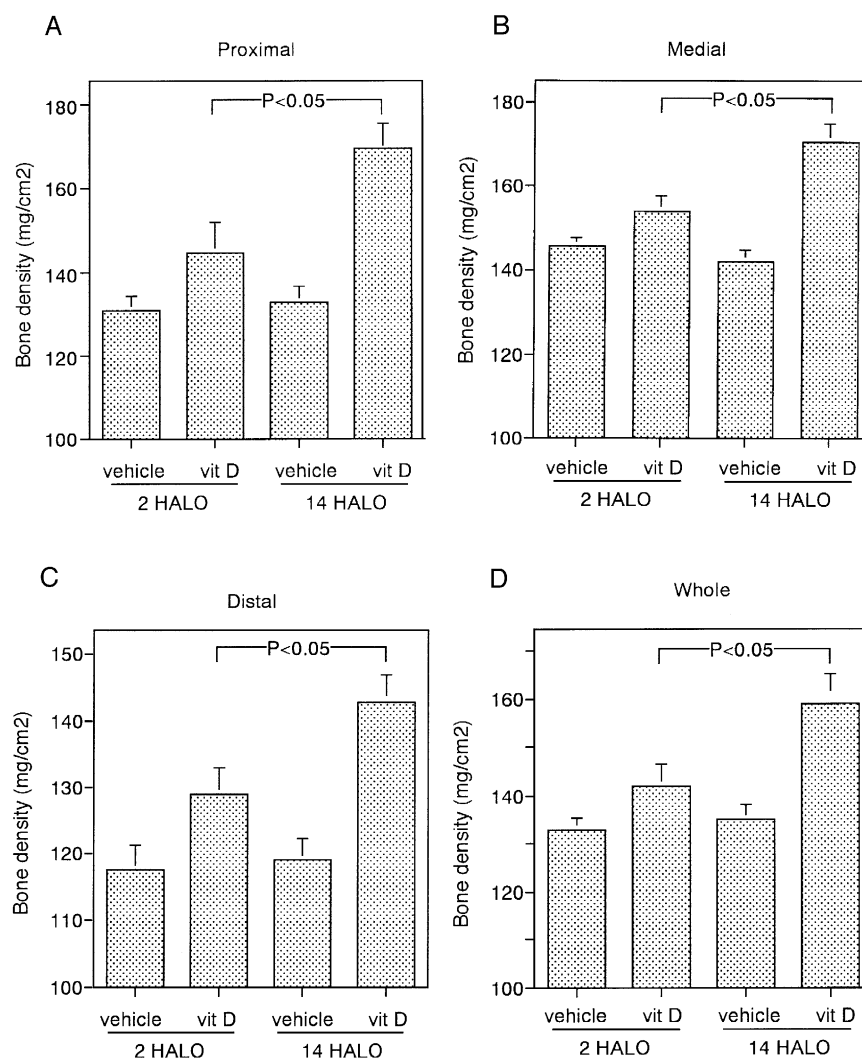 A
Proximal
Bone density (mg/cm2)
180
160
140
120
100
P<0.05
vehicle vit D vehicle vit D
2 HALO 14 HALO
B
Medial
Bone density (mg/cm2)
180
160
140
120
100
P<0.05
vehicle vit D vehicle vit D
2 HALO 14 HALO
C
Distal
Bone density (mg/cm2)
150
140
130
120
110
100
P<0.05
vehicle vit D vehicle vit D
2 HALO 14 HALO
D
Whole
Bone density (mg/cm2)
160
140
120
100
P<0.05
vehicle vit D vehicle vit D
2 HALO 14 HALO